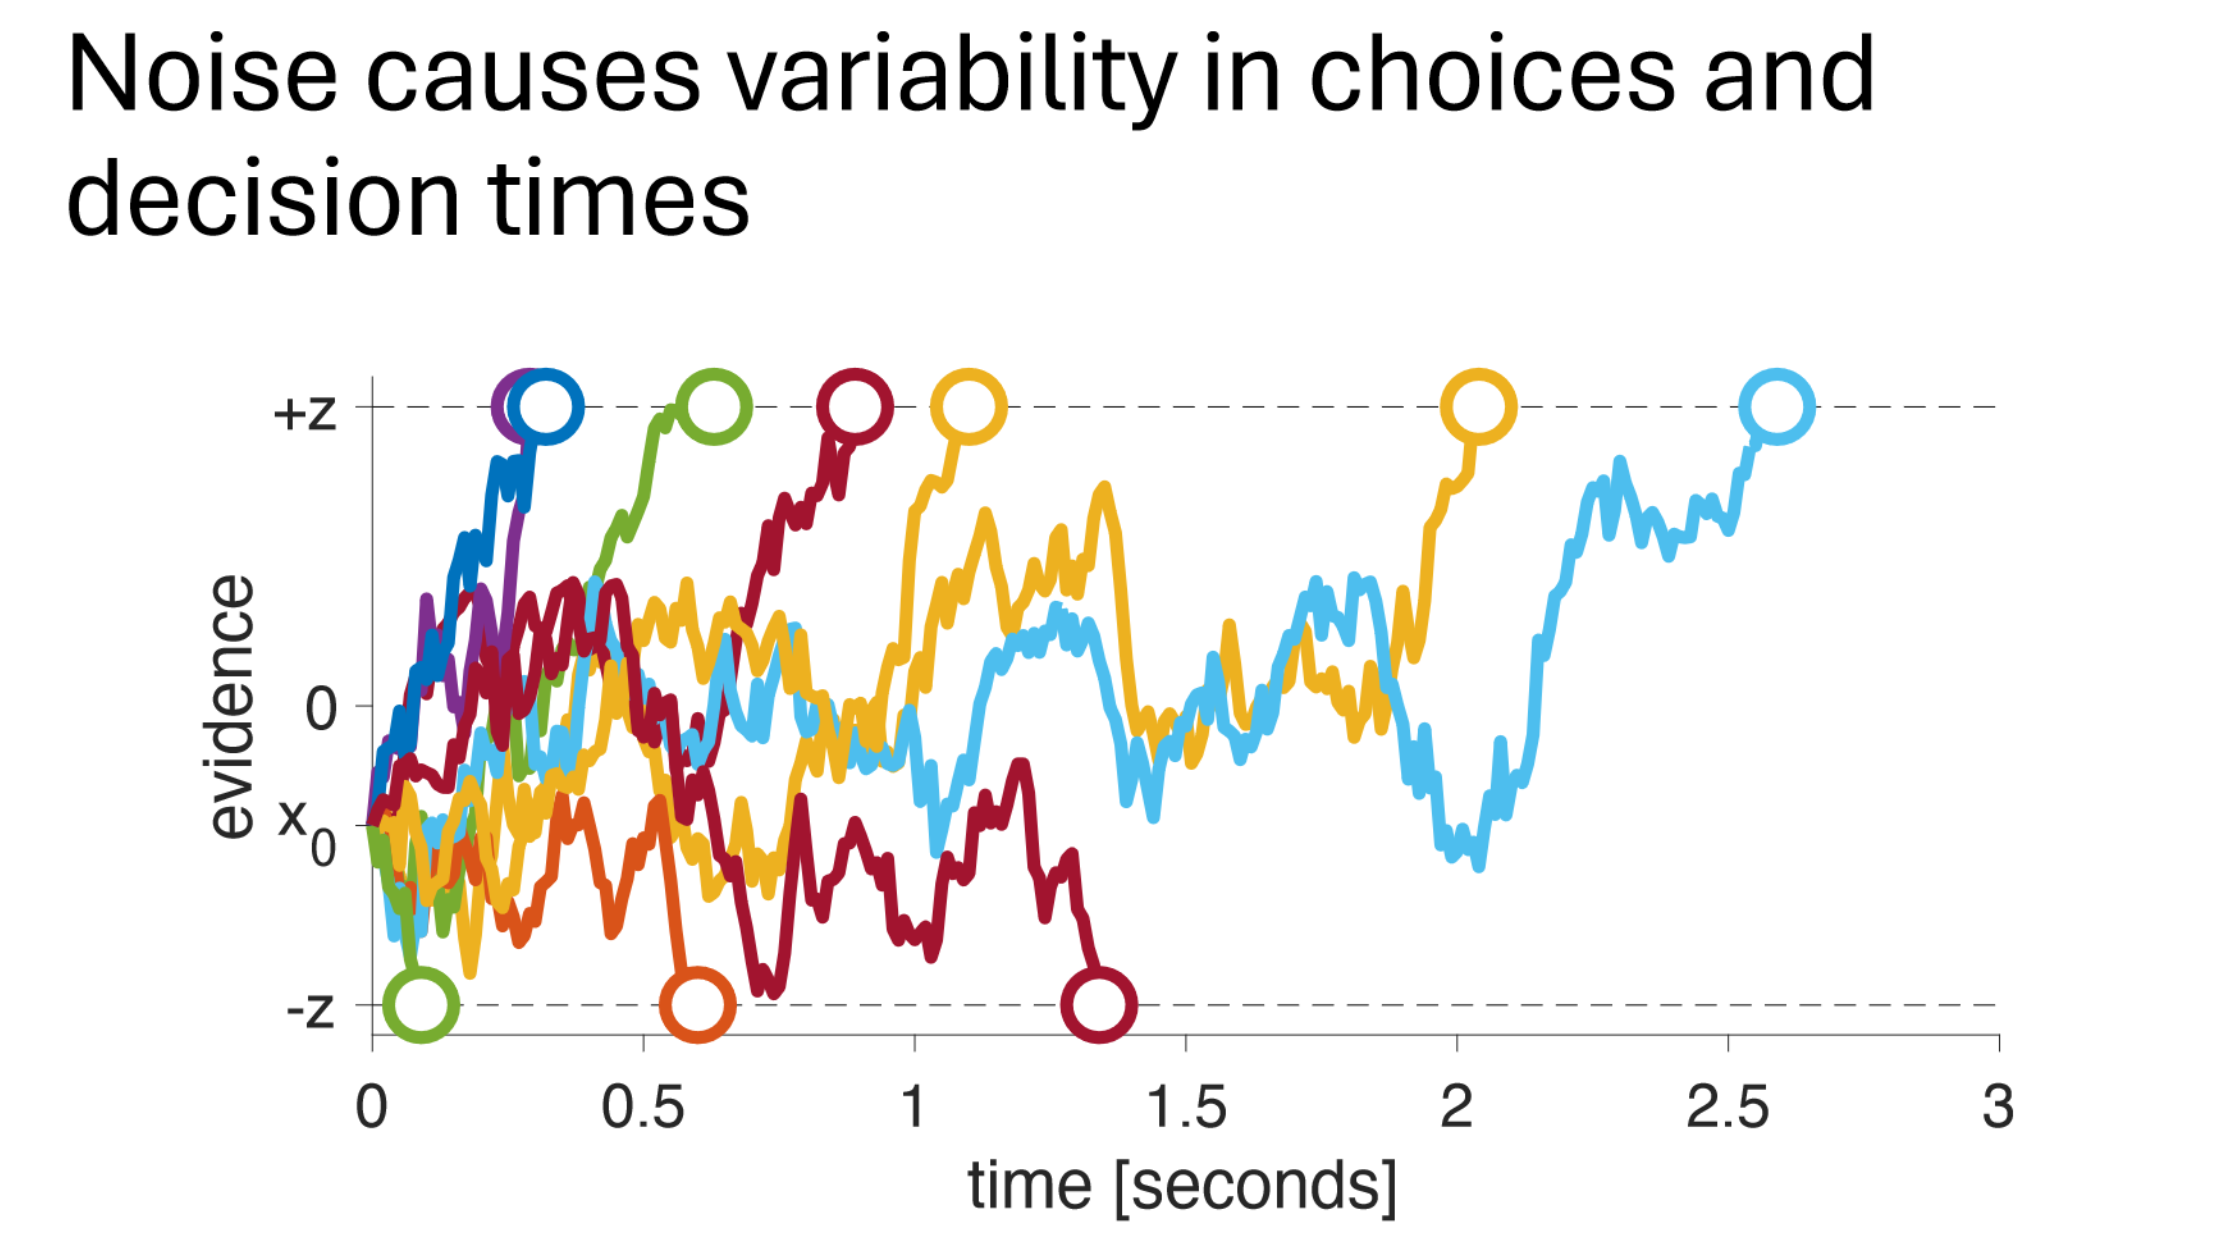 Noise causes variability in choices and
decision times
+z
0
x0
-z
evidence
0 0.5 1 1.5 2 2.5 3
time [seconds]